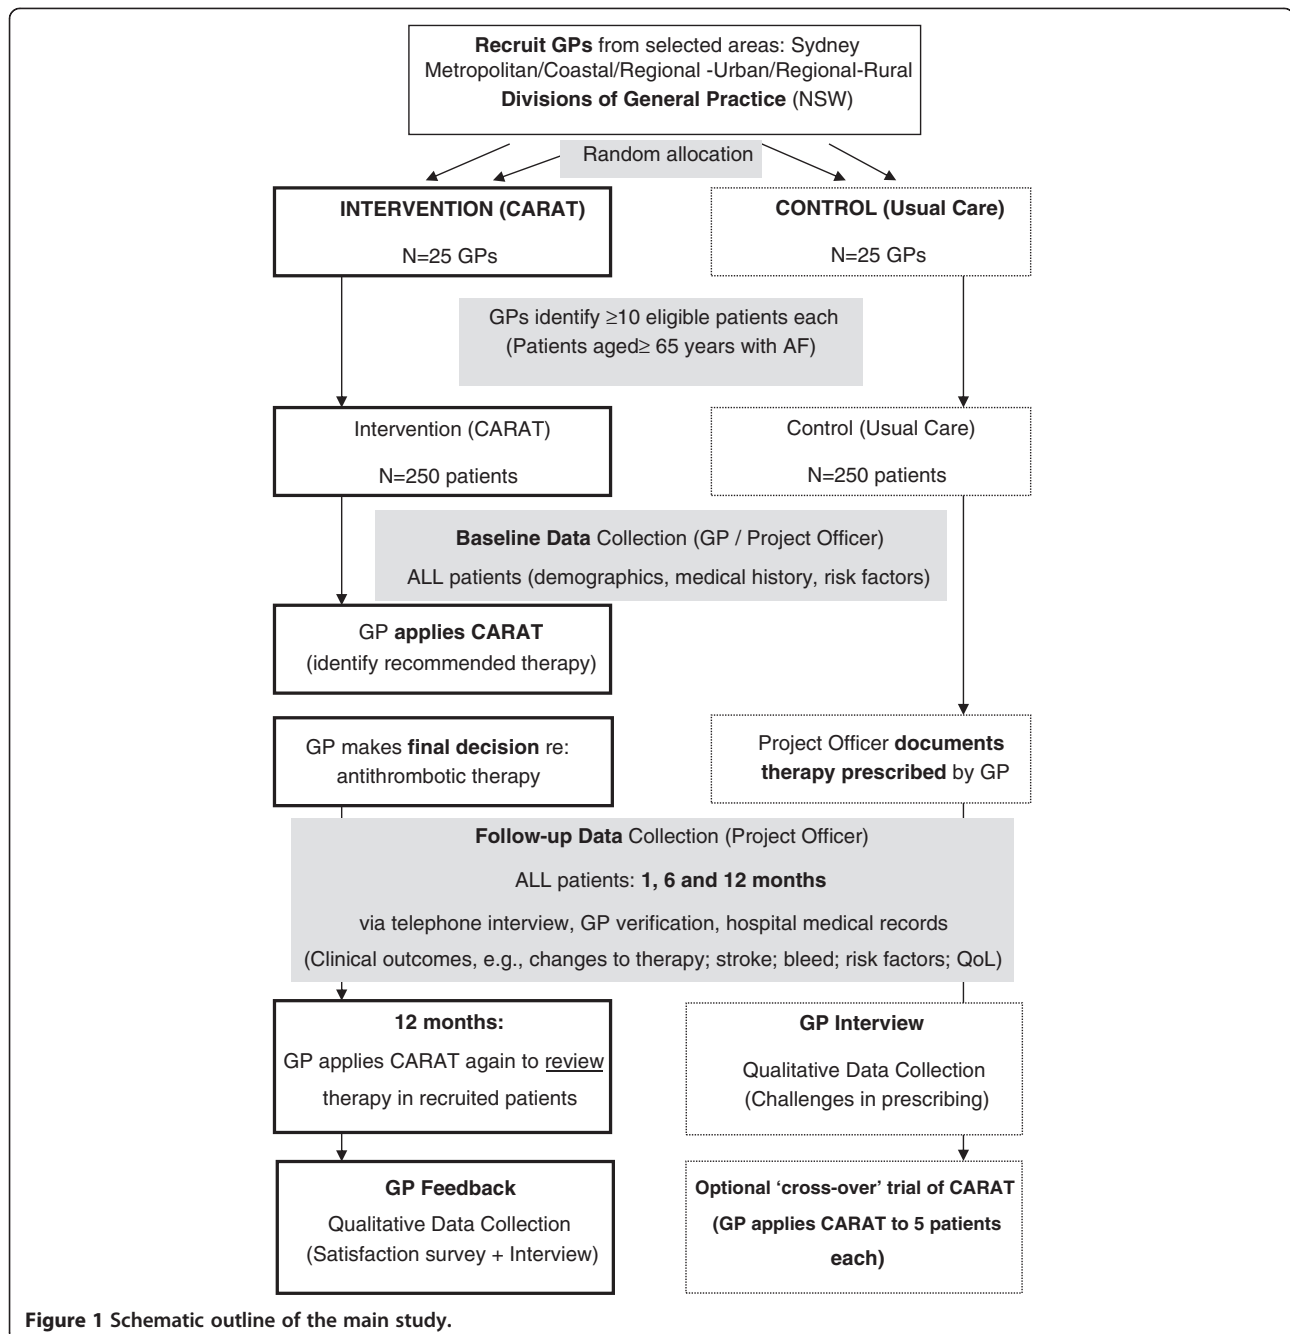 Recruit GPs from selected areas: Sydney
Metropolitan/Coastal/Regional -Urban/Regional-Rural
Divisions of General Practice (NSW)
Random allocation
INTERVENTION (CARAT)
N=25 GPs
CONTROL (Usual Care)
N=25 GPs
GPs identify ≥10 eligible patients each
(Patients aged≥ 65 years with AF)
Intervention (CARAT)
N=250 patients
Control (Usual Care)
N=250 patients
Baseline Data Collection (GP / Project Officer)
ALL patients (demographics, medical history, risk factors)
GP applies CARAT
(identify recommended therapy)
GP makes final decision re:
antithrombotic therapy
Project Officer documents
therapy prescribed by GP
Follow-up Data Collection (Project Officer)
ALL patients: 1, 6 and 12 months
via telephone interview, GP verification, hospital medical records
(Clinical outcomes, e.g., changes to therapy; stroke; bleed; risk factors; QoL)
12 months:
GP applies CARAT again to review
therapy in recruited patients
GP Interview
Qualitative Data Collection
(Challenges in prescribing)
GP Feedback
Qualitative Data Collection
(Satisfaction survey + Interview)
Optional ‘cross-over’ trial of CARAT
(GP applies CARAT to 5 patients
each)
Figure 1 Schematic outline of the main study.